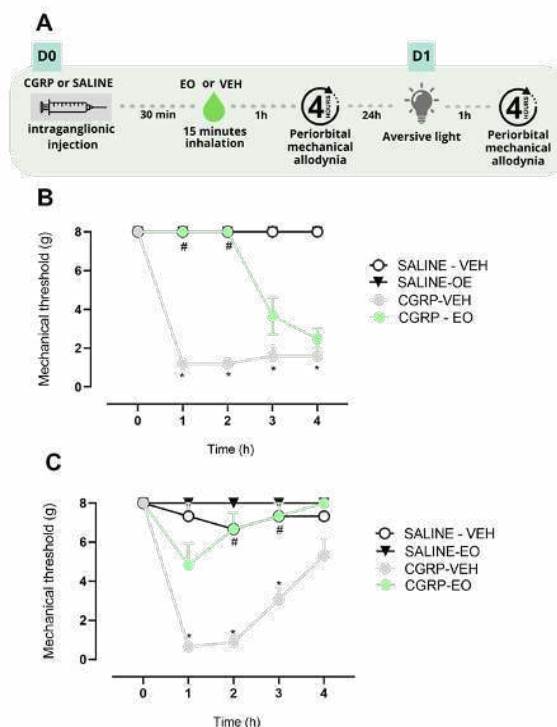 A
D0
D1
CGRP or SALINE
EO or VEH
4 HOURS
4 HOURS
30 min
1h
24h
1h
intraganglionic
injection
15 minutes
inhalation
Periorbital
mechanical
allodynia
Aversive light
Periorbital
mechanical
allodynia
B
Mechanical threshold (g)
8
6
4
2
0
# #
* * * *
0 1 2 3 4
Time (h)
SALINE - VEH
SALINE-OE
CGRP-VEH
CGRP - EO
C
Mechanical threshold (g)
8
6
4
2
0
# #
* * *
0 1 2 3 4
Time (h)
SALINE - VEH
SALINE-EO
CGRP-VEH
CGRP-EO